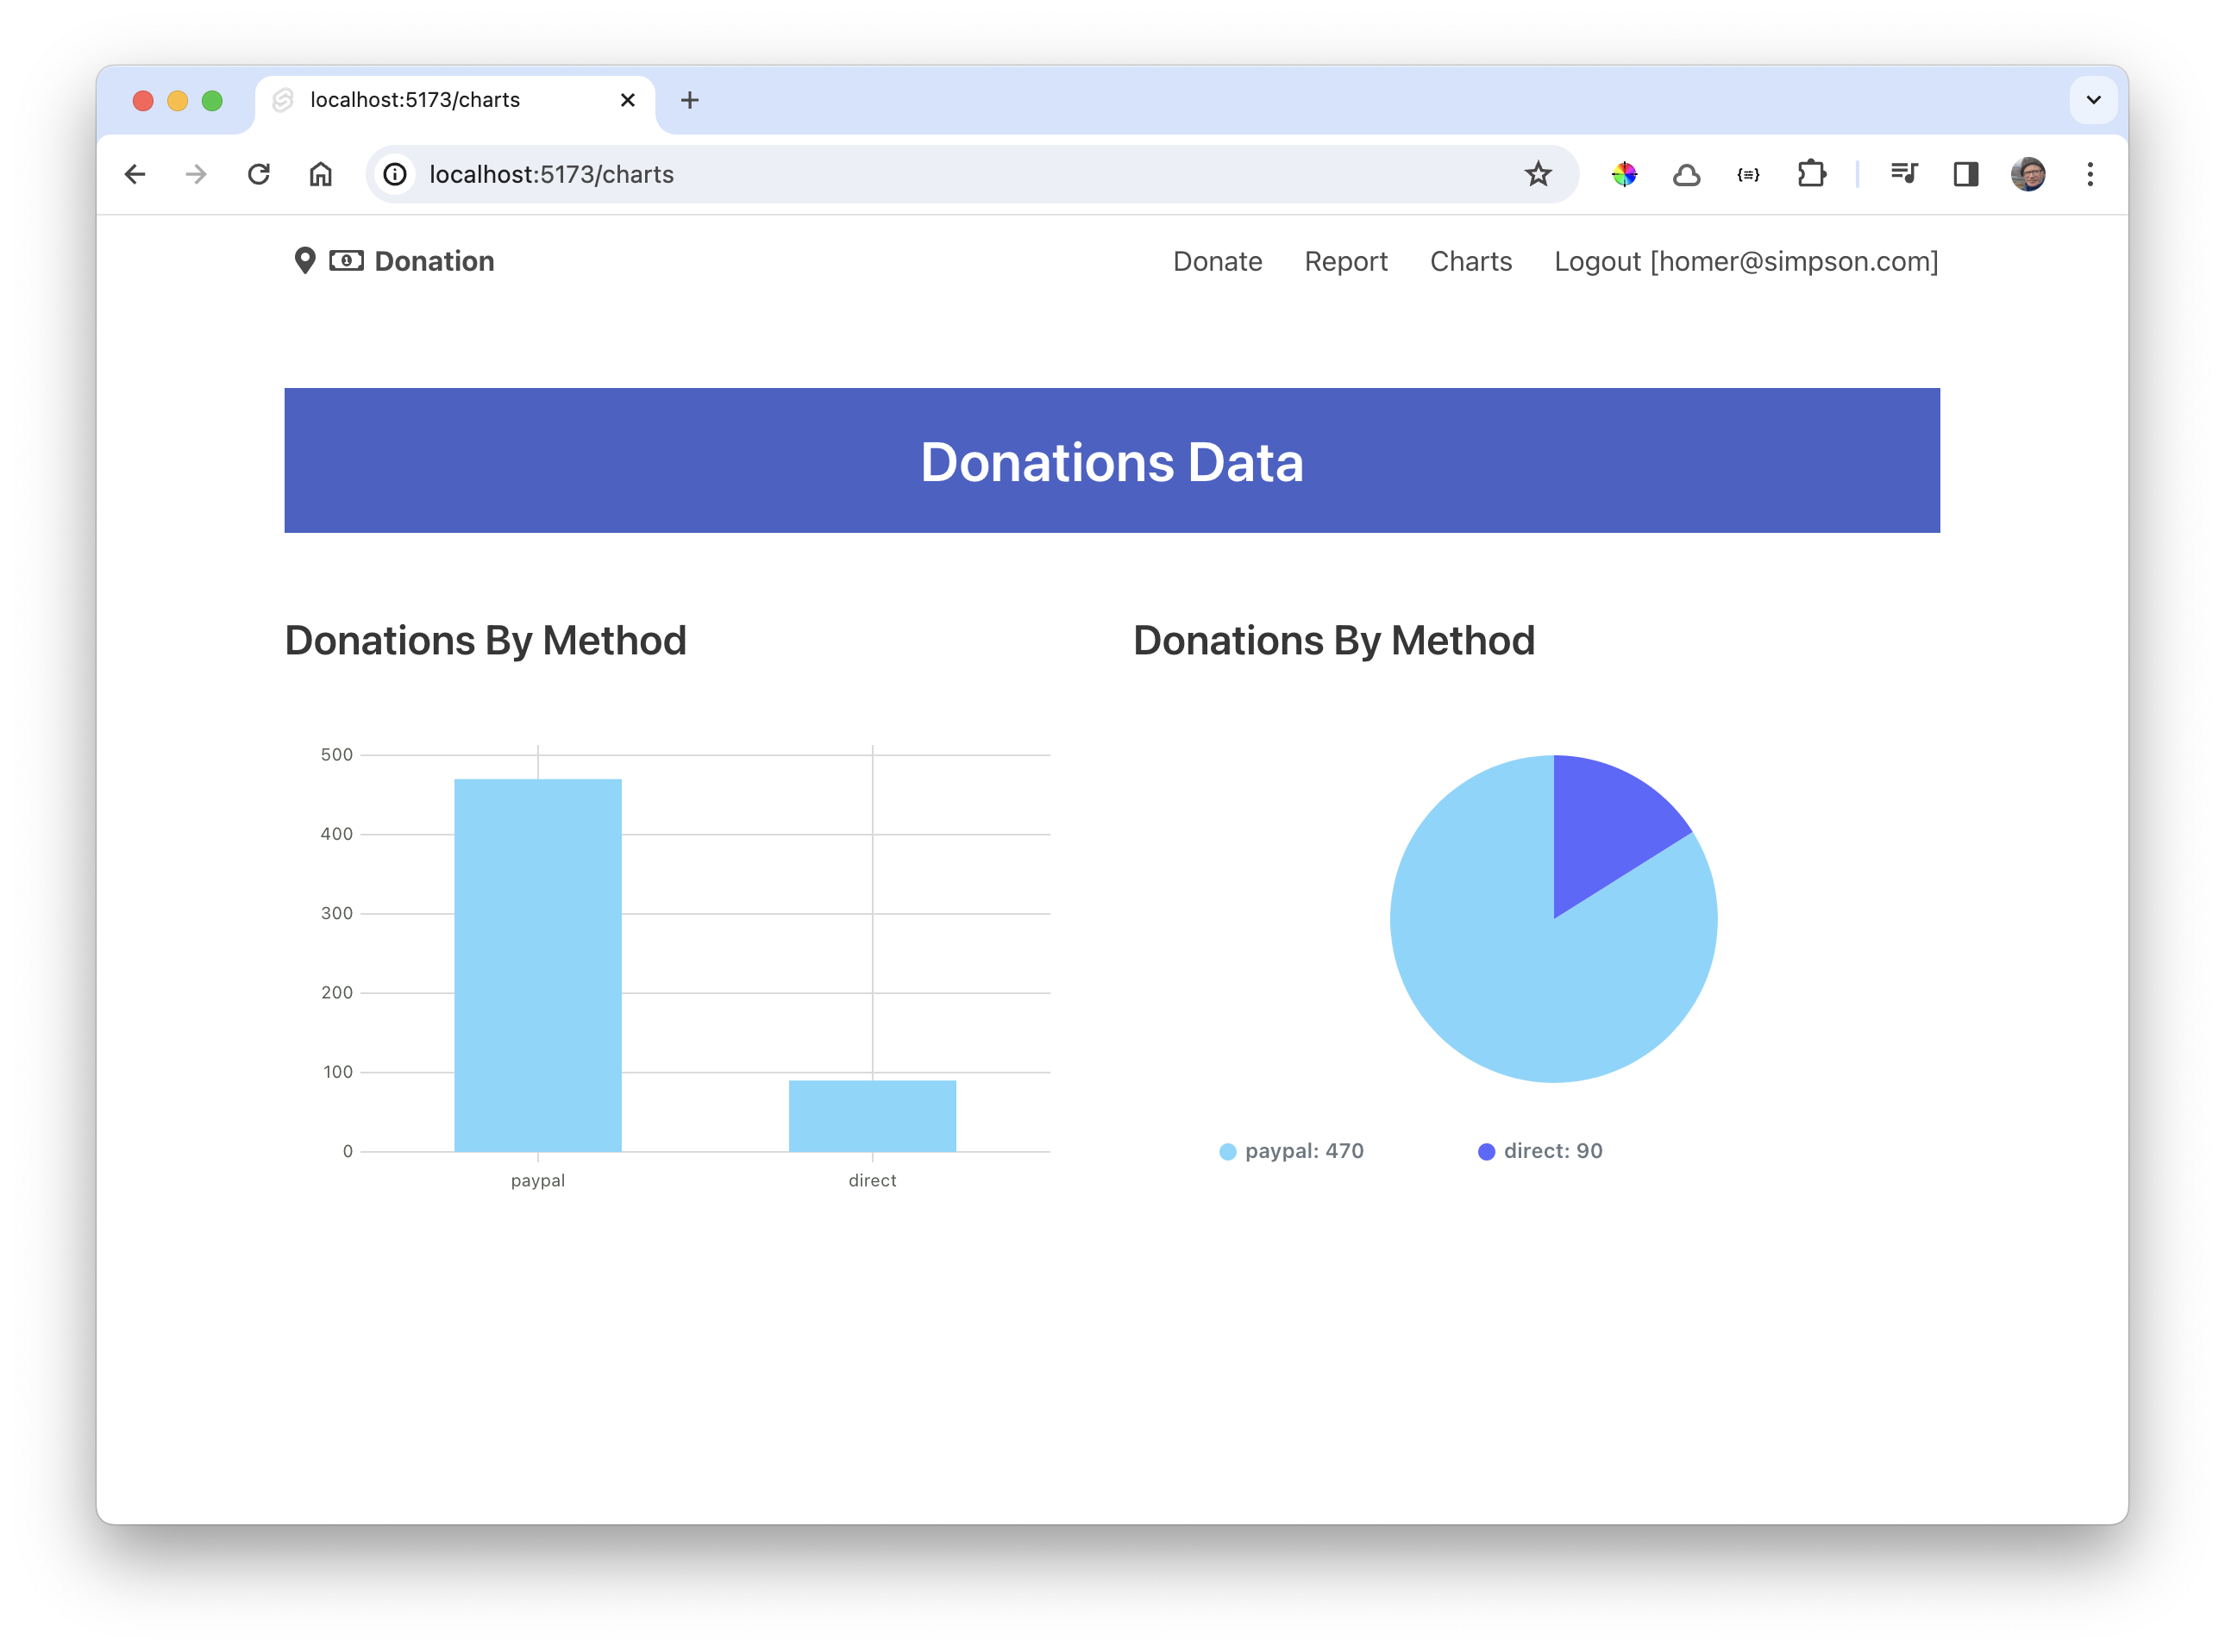 localhost:5173/charts
localhost:5173/charts
{≡}
1 Donation
Donate Report Charts Logout [homer@simpson.com]
Donations Data
Donations By Method
500
400
300
200
100
0
paypal direct
Donations By Method
paypal: 470 direct: 90